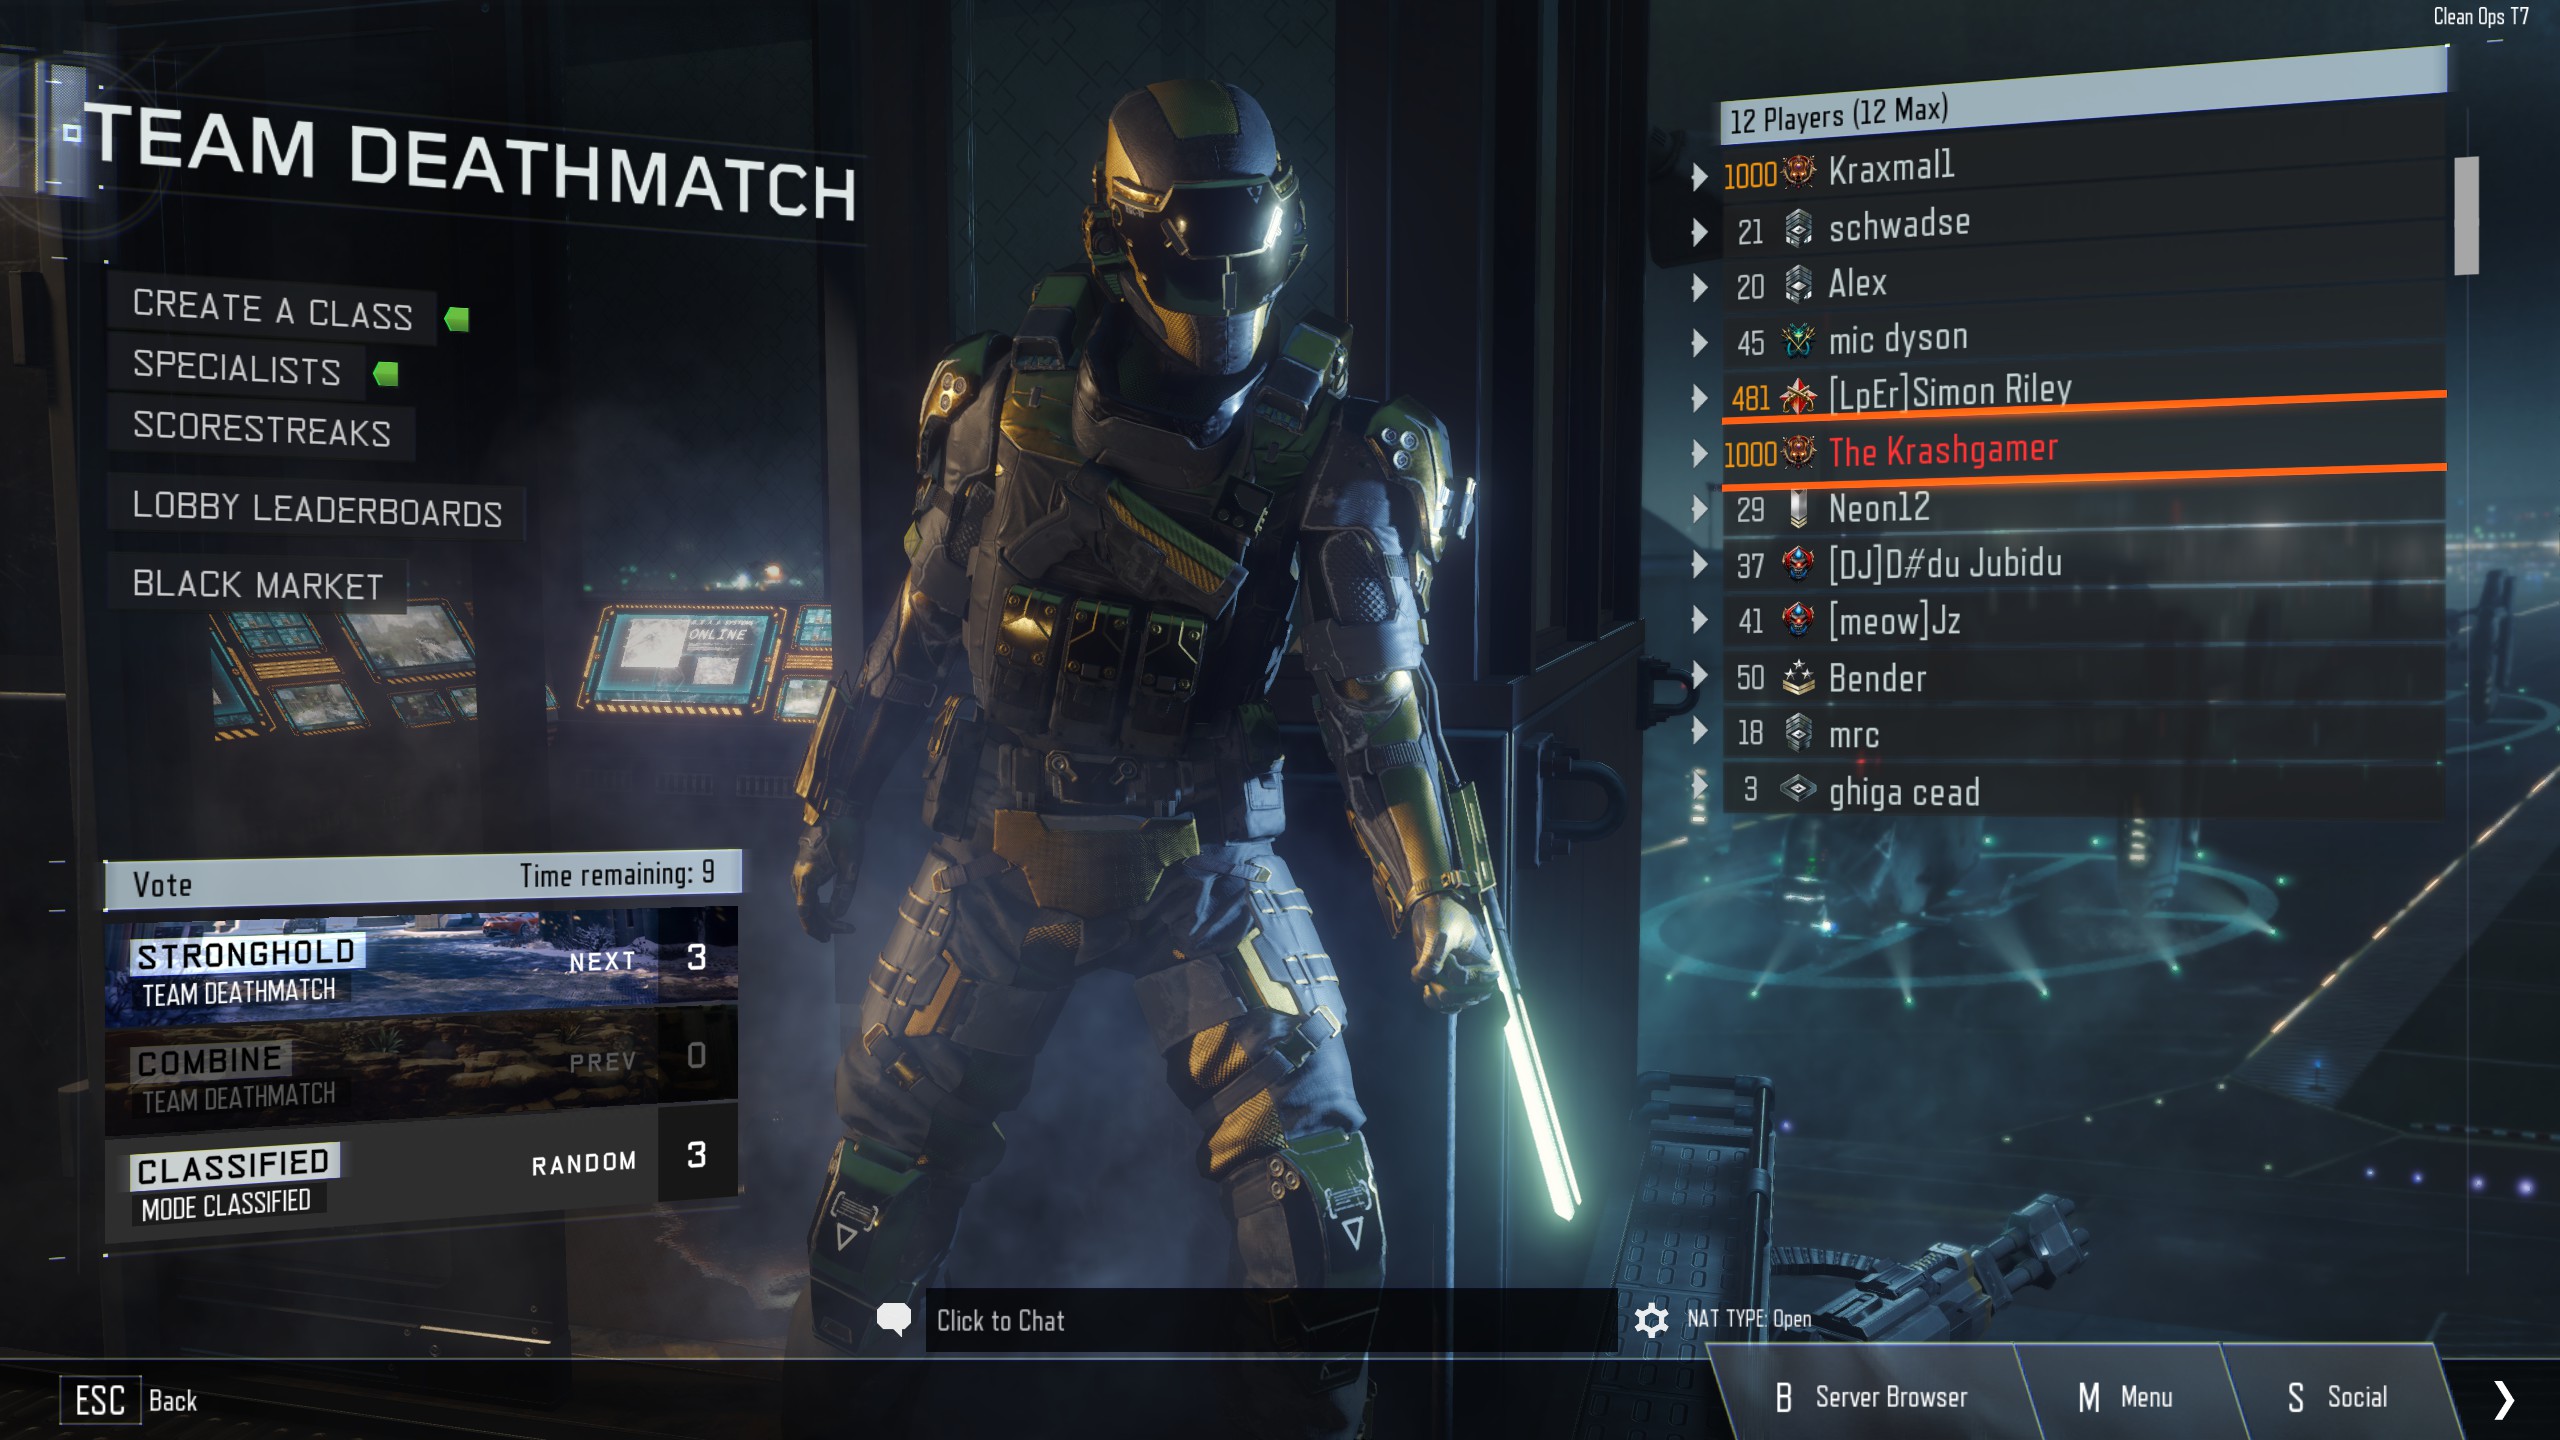 Clean Ops T7
TEAM DEATHMATCH
CREATE A CLASS
SPECIALISTS
SCORESTREAKS
LOBBY LEADERBOARDS
BLACK MARKET
ONLINE
12 Players (12 Max)
1000 Kraxmal1
21 schwadse
20 Alex
45 mic dyson
481 [LpEr]Simon Riley
1000 The Krashgamer
29 Neon12
37 [DJ]D#du Jubidu
41 [meow]Jz
50 Bender
18 mrc
3 ghiga cead
Vote Time remaining: 9
STRONGHOLD NEXT 3
TEAM DEATHMATCH
COMBINE PREV 0
TEAM DEATHMATCH
CLASSIFIED RANDOM 3
MODE CLASSIFIED
Click to Chat
NAT TYPE: Open
ESC Back
B Server Browser
M Menu
S Social